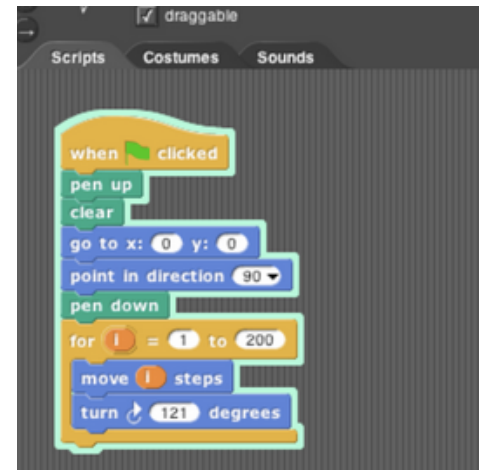 draggable
Scripts Costumes Sounds
when clicked
pen up
clear
go to x: 0 y: 0
point in direction 90
pen down
for i = 1 to 200
move i steps
turn 121 degrees